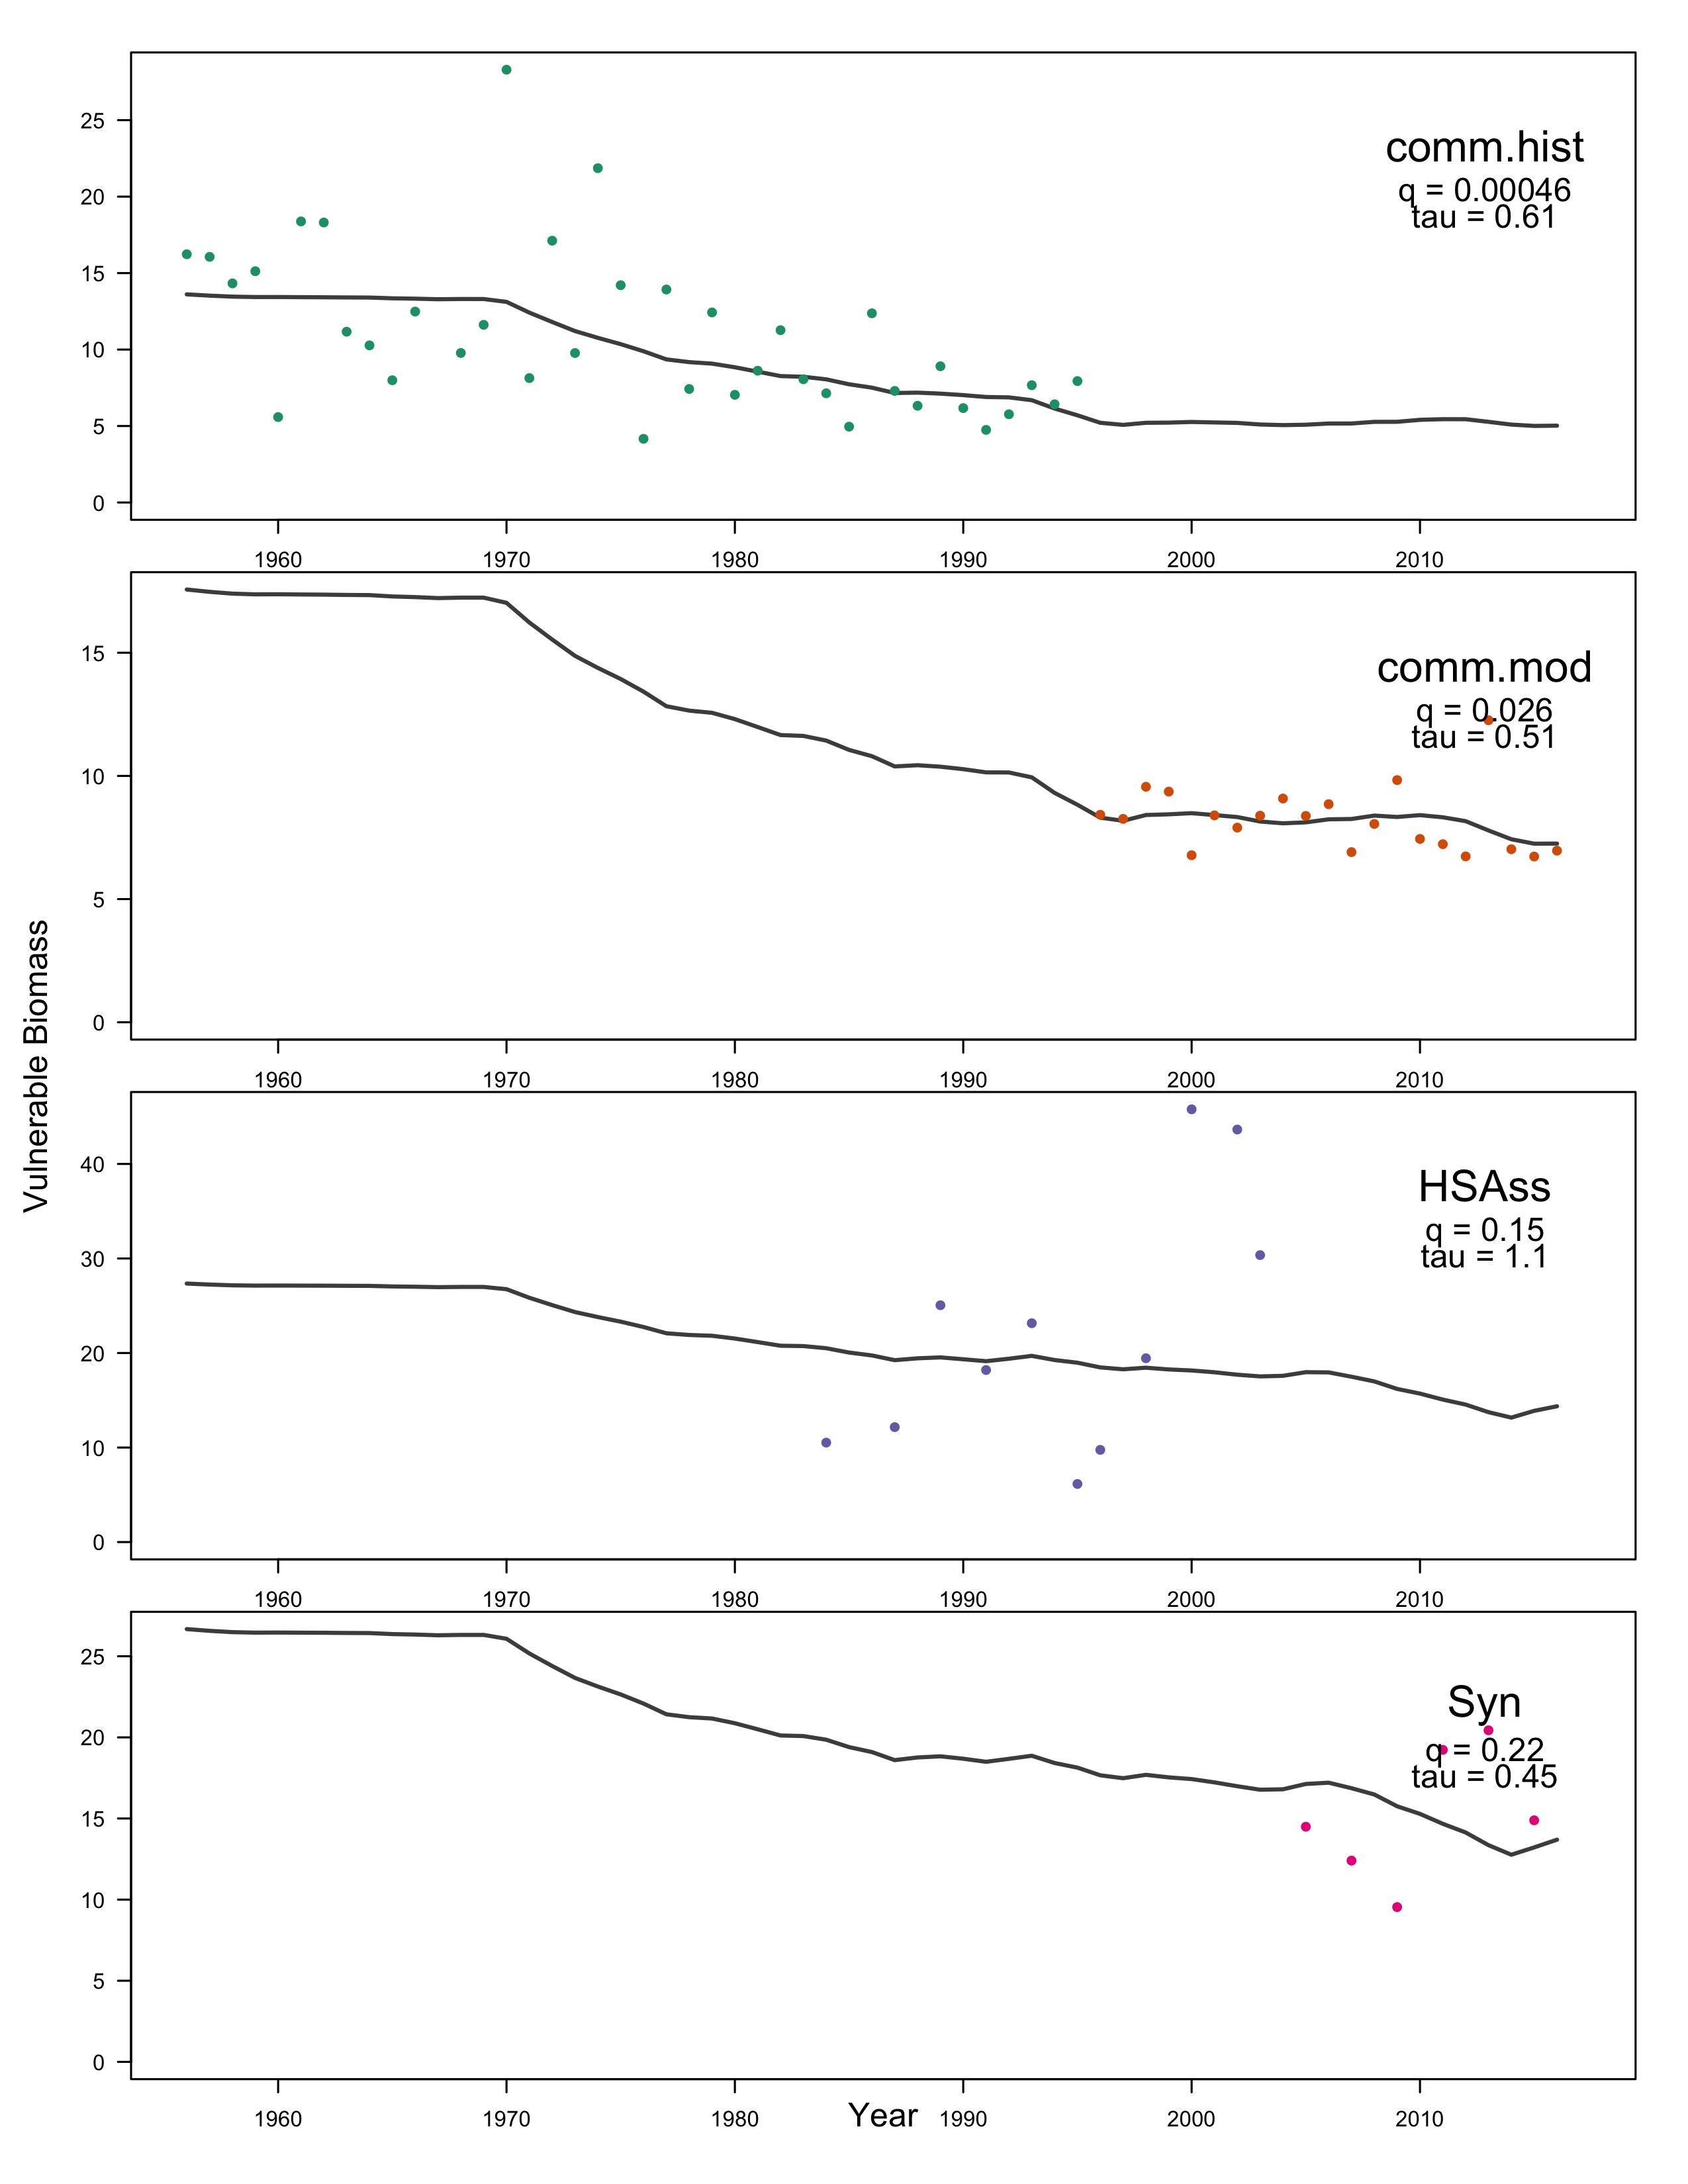 Vulnerable Biomass
25
20
15
10
5
0
comm.hist
q = 0.00046
tau = 0.61
1960 1970 1980 1990 2000 2010
15
10
5
0
comm.mod
q = 0.026
tau = 0.51
1960 1970 1980 1990 2000 2010
40
30
20
10
0
HSAss
q = 0.15
tau = 1.1
1960 1970 1980 1990 2000 2010
25
20
15
10
5
0
Syn
q = 0.22
tau = 0.45
1960 1970 1980 1990 2000 2010
Year